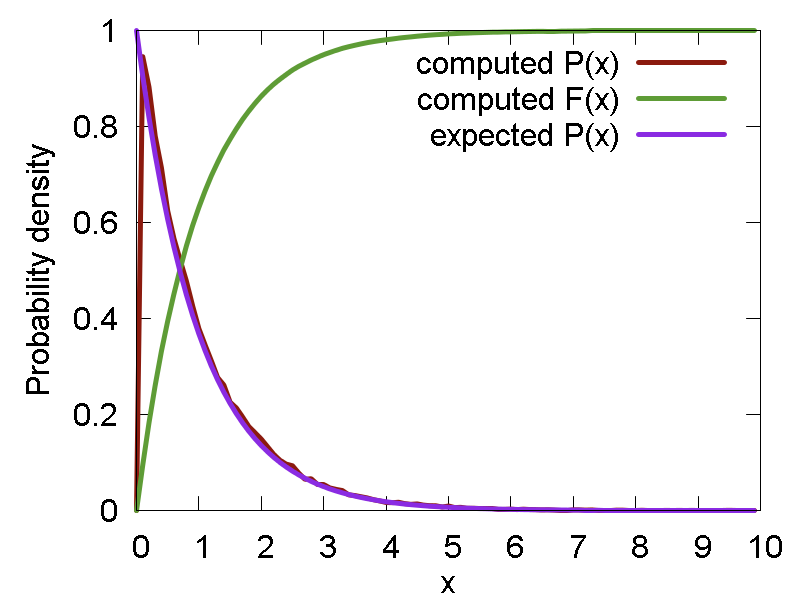 1
0.8
0.6
0.4
0.2
0
Probability density
computed P(x)
computed F(x)
expected P(x)
0 1 2 3 4 5 6 7 8 9 10
x